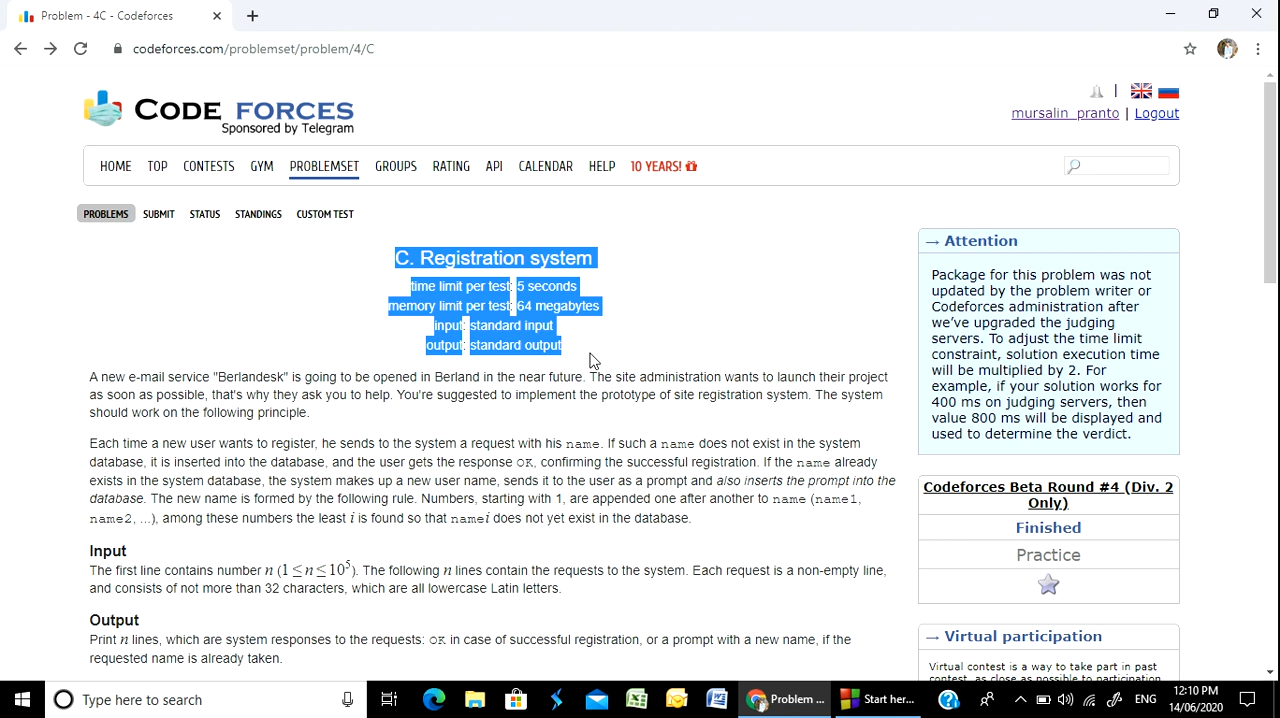 Problem - 4C - Codeforces
codeforces.com/problemset/problem/4/C
CODE FORCES
Sponsored by Telegram
mursalin_pranto | Logout
HOME TOP CONTESTS GYM PROBLEMSET GROUPS RATING API CALENDAR HELP 10 YEARS!
PROBLEMS SUBMIT STATUS STANDINGS CUSTOM TEST
C. Registration system
time limit per test: 5 seconds
memory limit per test: 64 megabytes
input: standard input
output: standard output
A new e-mail service "Berlandesk" is going to be opened in Berland in the near future. The site administration wants to launch their project
as soon as possible, that's why they ask you to help. You're suggested to implement the prototype of site registration system. The system
should work on the following principle.
Each time a new user wants to register, he sends to the system a request with his name. If such a name does not exist in the system
database, it is inserted into the database, and the user gets the response OK, confirming the successful registration. If the name already
exists in the system database, the system makes up a new user name, sends it to the user as a prompt and also inserts the prompt into the
database. The new name is formed by the following rule. Numbers, starting with 1, are appended one after another to name (name1,
name2, ...), among these numbers the least i is found so that namei does not yet exist in the database.
Input
The first line contains number n (1 ≤ n ≤ 10⁵). The following n lines contain the requests to the system. Each request is a non-empty line,
and consists of not more than 32 characters, which are all lowercase Latin letters.
Output
Print n lines, which are system responses to the requests: OK in case of successful registration, or a prompt with a new name, if the
requested name is already taken.
→ Attention
Package for this problem was not
updated by the problem writer or
Codeforces administration after
we've upgraded the judging
servers. To adjust the time limit
constraint, solution execution time
will be multiplied by 2. For
example, if your solution works for
400 ms on judging servers, then
value 800 ms will be displayed and
used to determine the verdict.
Codeforces Beta Round #4 (Div. 2
Only)
Finished
Practice
→ Virtual participation
Virtual contest is a way to take part in past
contest, as close as possible to participation
Type here to search
Problem ...
Start her...
ENG
12:10 PM
14/06/2020